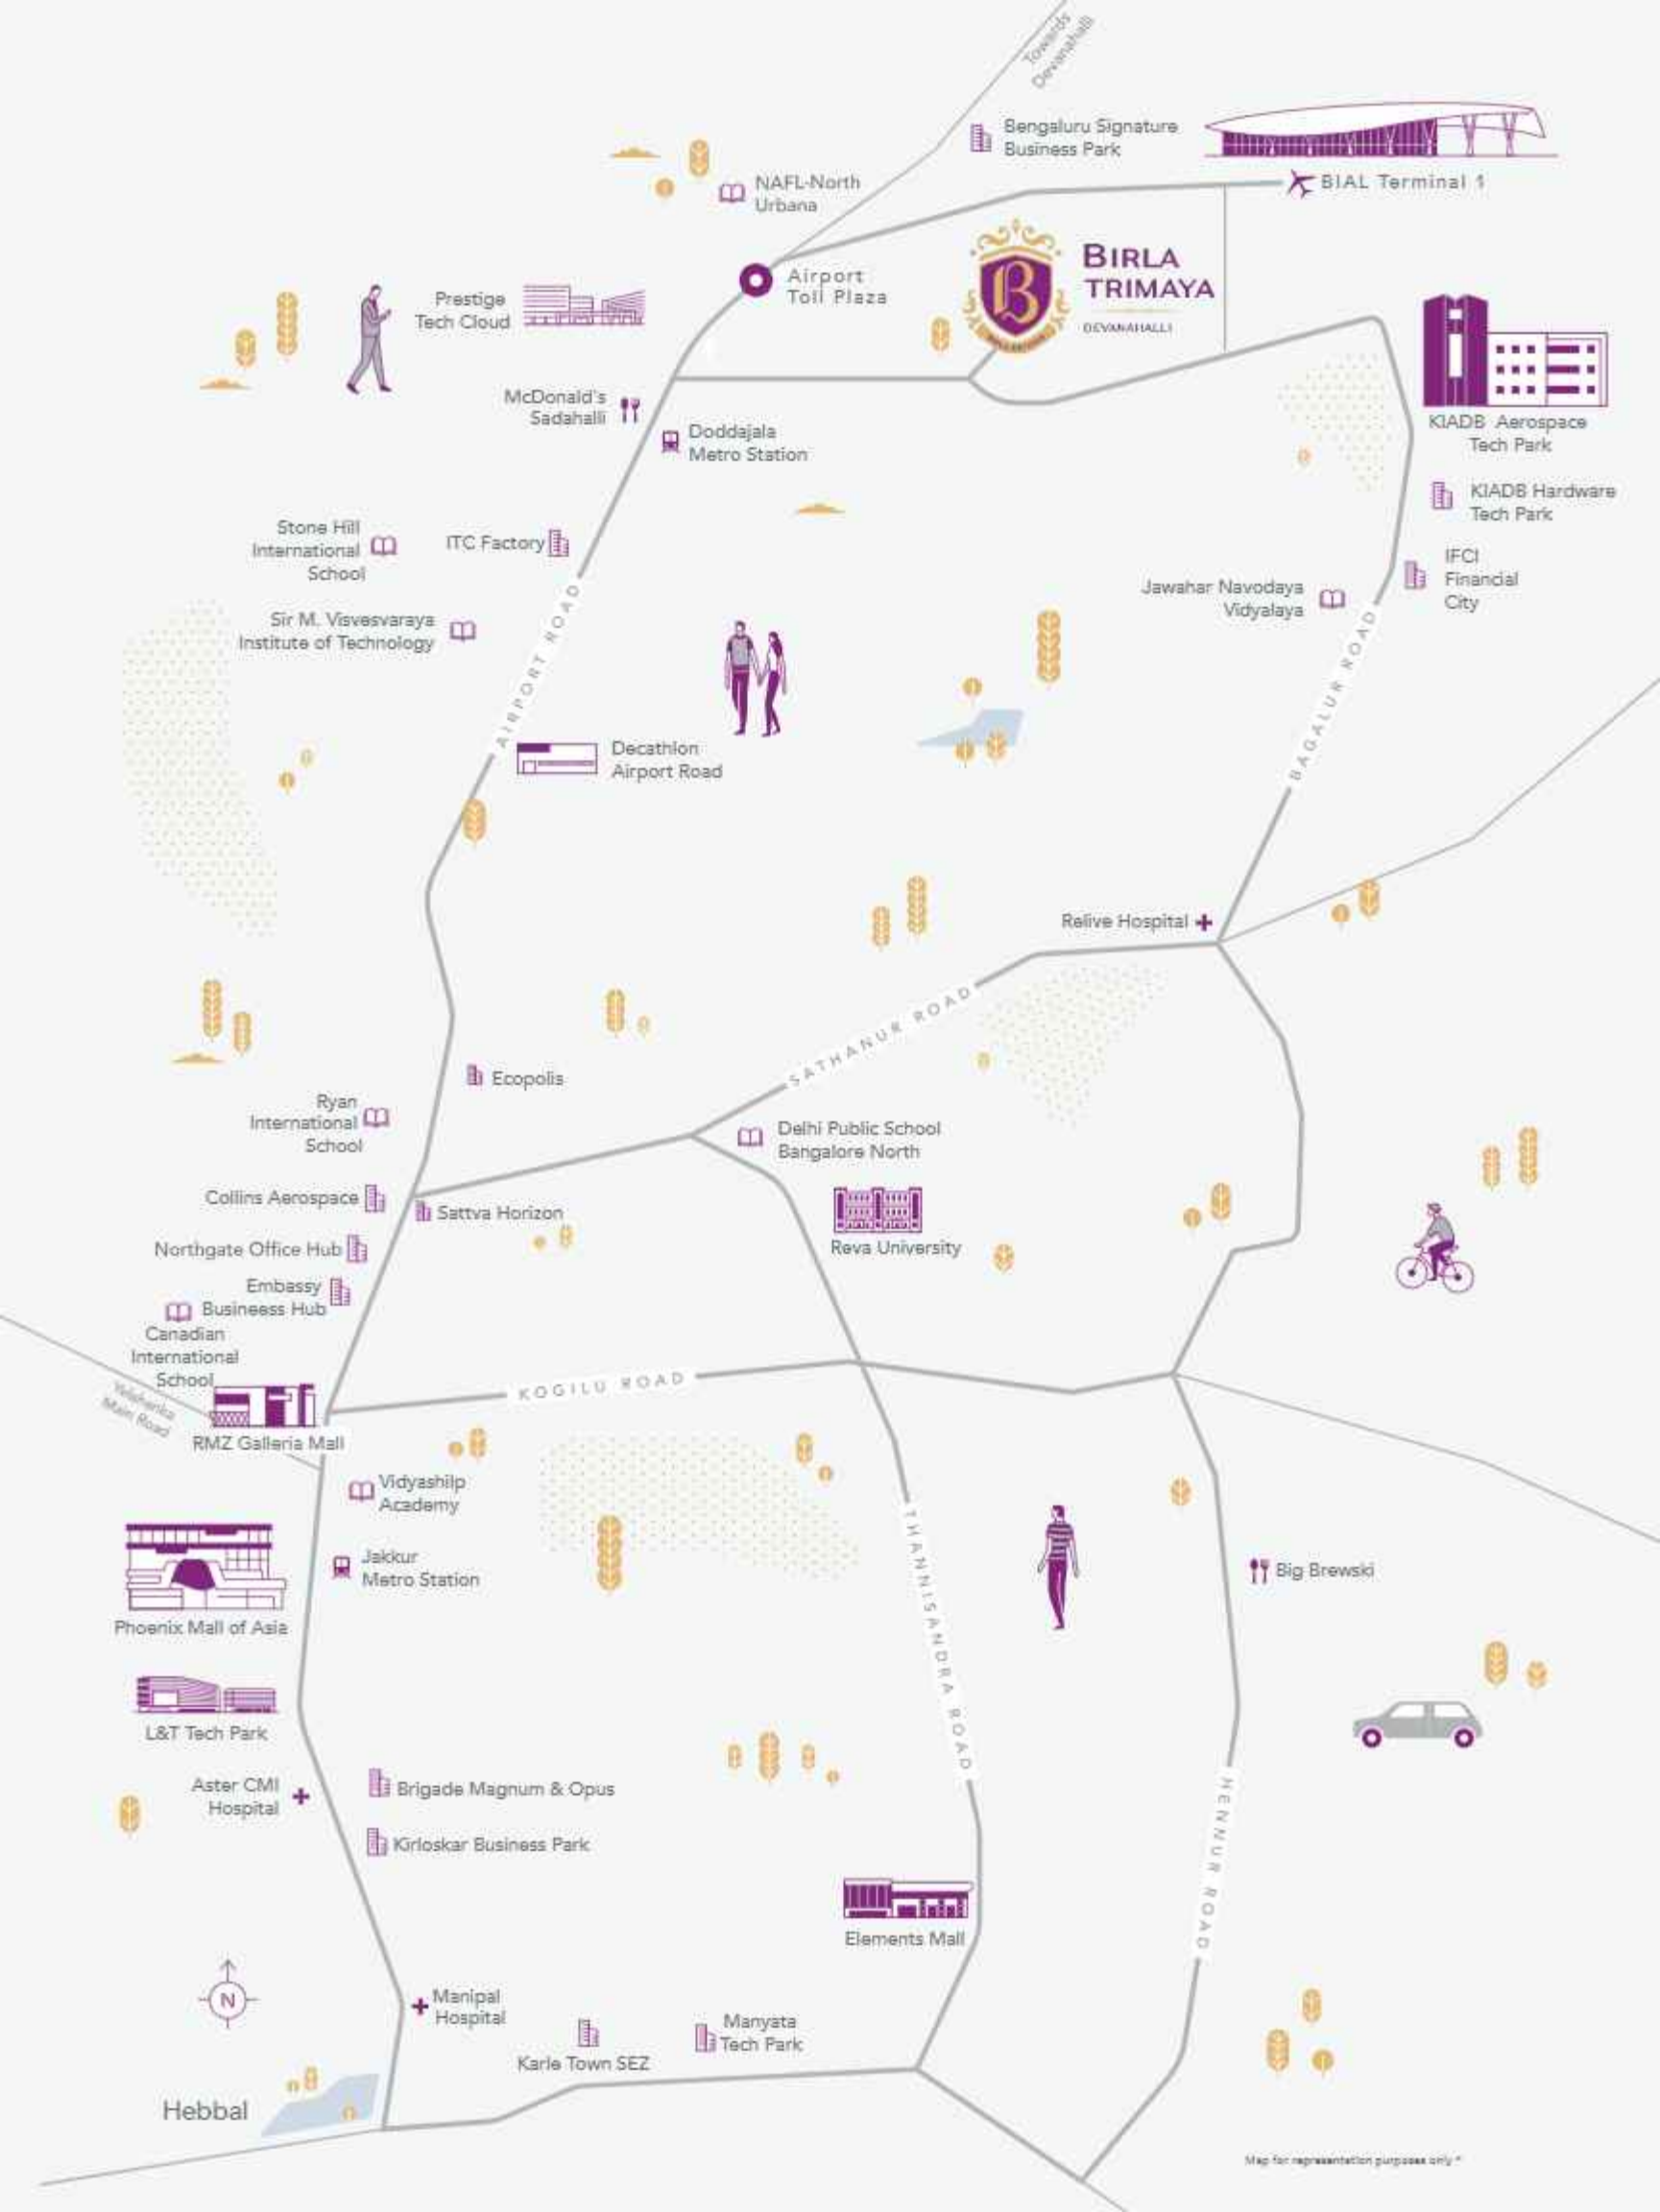 Towards
Devanahalli
Bengaluru Signature
Business Park
BIAL Terminal 1
NAFL-North
Urbana
Airport
Toll Plaza
B
BIRLA
TRIMAYA
DEVANAHALLI
Prestige
Tech Cloud
McDonald's
Sadahalli
Doddajala
Metro Station
KIADB Aerospace
Tech Park
KIADB Hardware
Tech Park
IFCI
Financial
City
Jawahar Navodaya
Vidyalaya
Stone Hill
International
School
ITC Factory
Sir M. Visvesvaraya
Institute of Technology
AIRPORT ROAD
BAGALUR ROAD
Decathlon
Airport Road
Relive Hospital
SATHANUR ROAD
Ecopolis
Ryan
International
School
Delhi Public School
Bangalore North
Collins Aerospace
Sattva Horizon
Reva University
Northgate Office Hub
Embassy
Busineess Hub
Canadian
International
School
Yelahanka
Main Road
KOGILU ROAD
RMZ Galleria Mall
Vidyashilp
Academy
Jakkur
Metro Station
Phoenix Mall of Asia
THANNISANDRA ROAD
Big Brewski
L&T Tech Park
Aster CMI
Hospital
Brigade Magnum & Opus
Kirloskar Business Park
HENNUR ROAD
Elements Mall
N
Manipal
Hospital
Karle Town SEZ
Manyata
Tech Park
Hebbal
Map for representation purposes only *